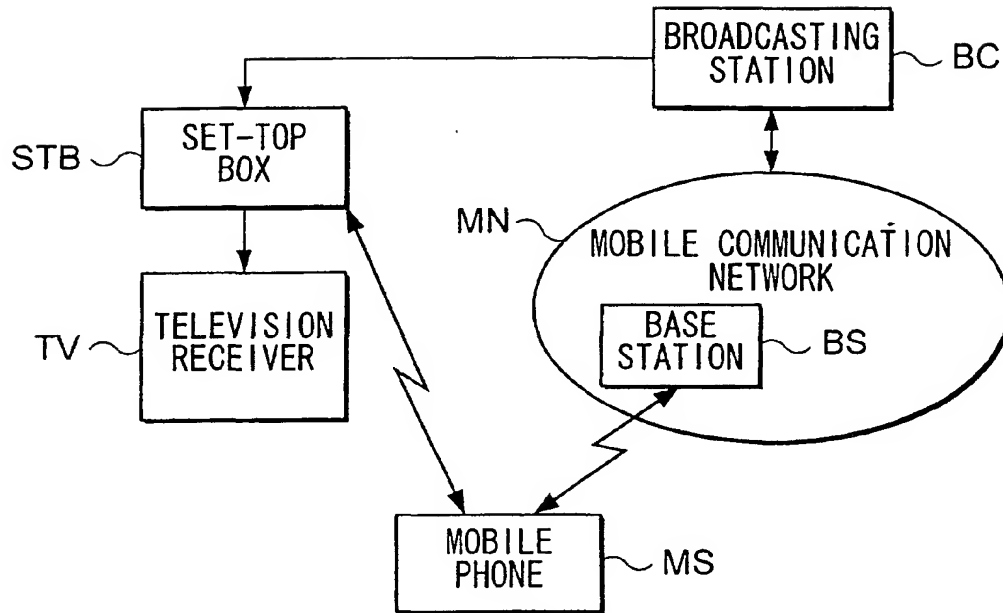 BROADCASTING
STATION
BC
SET-TOP
BOX
STB
MN
MOBILE COMMUNICATION
NETWORK
TELEVISION
RECEIVER
TV
BASE
STATION
BS
MOBILE
PHONE
MS